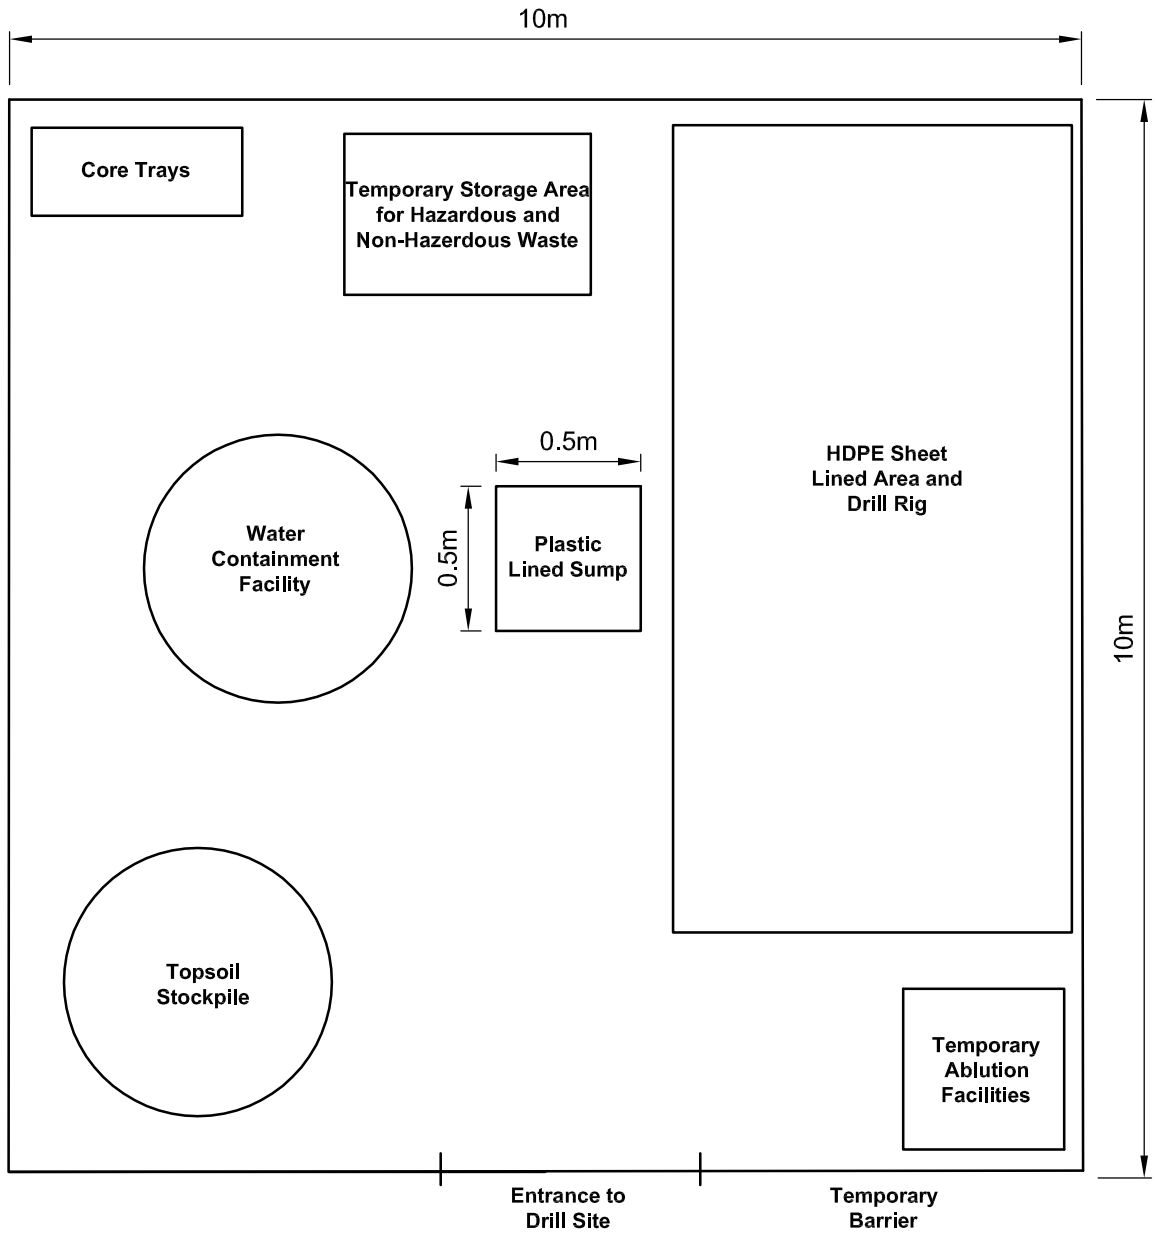 10m
Core Trays
Temporary Storage Area
for Hazardous and
Non-Hazerdous Waste
HDPE Sheet
Lined Area and
Drill Rig
0.5m
0.5m
Water
Containment
Facility
Plastic
Lined Sump
10m
Topsoil
Stockpile
Temporary
Ablution
Facilities
Entrance to
Drill Site
Temporary
Barrier